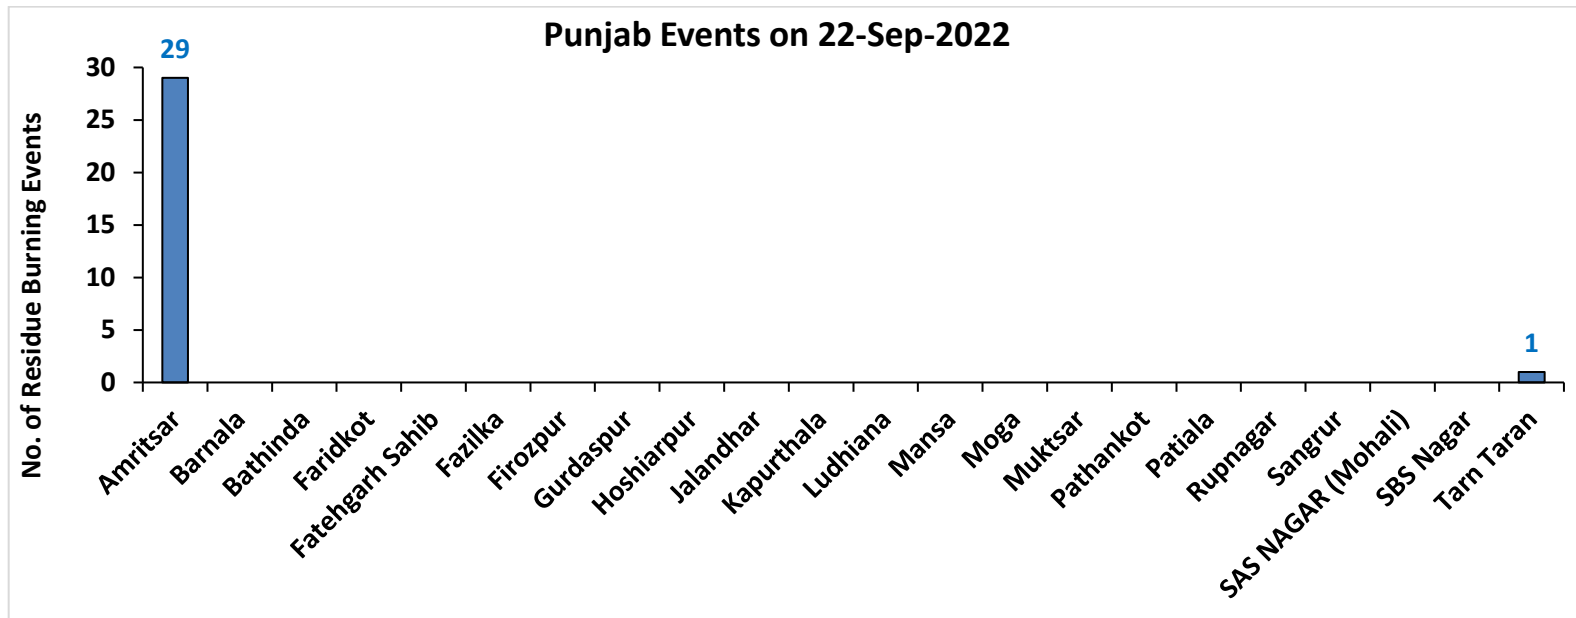 Punjab Events on 22-Sep-2022
No. of Residue Burning Events
30
25
20
15
10
5
0
29
1
Amritsar
Barnala
Bathinda
Faridkot
Fatehgarh Sahib
Fazilka
Firozpur
Gurdaspur
Hoshiarpur
Jalandhar
Kapurthala
Ludhiana
Mansa
Moga
Muktsar
Pathankot
Patiala
Rupnagar
Sangrur
SAS NAGAR (Mohali)
SBS Nagar
Tarn Taran